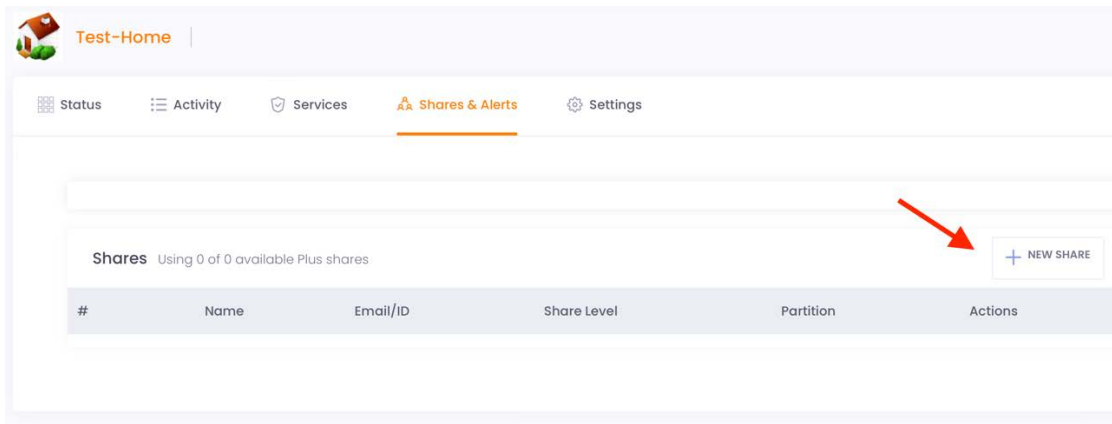 Test-Home
Status Activity Services Shares & Alerts Settings
Shares Using 0 of 0 available Plus shares
NEW SHARE
# Name Email/ID Share Level Partition Actions